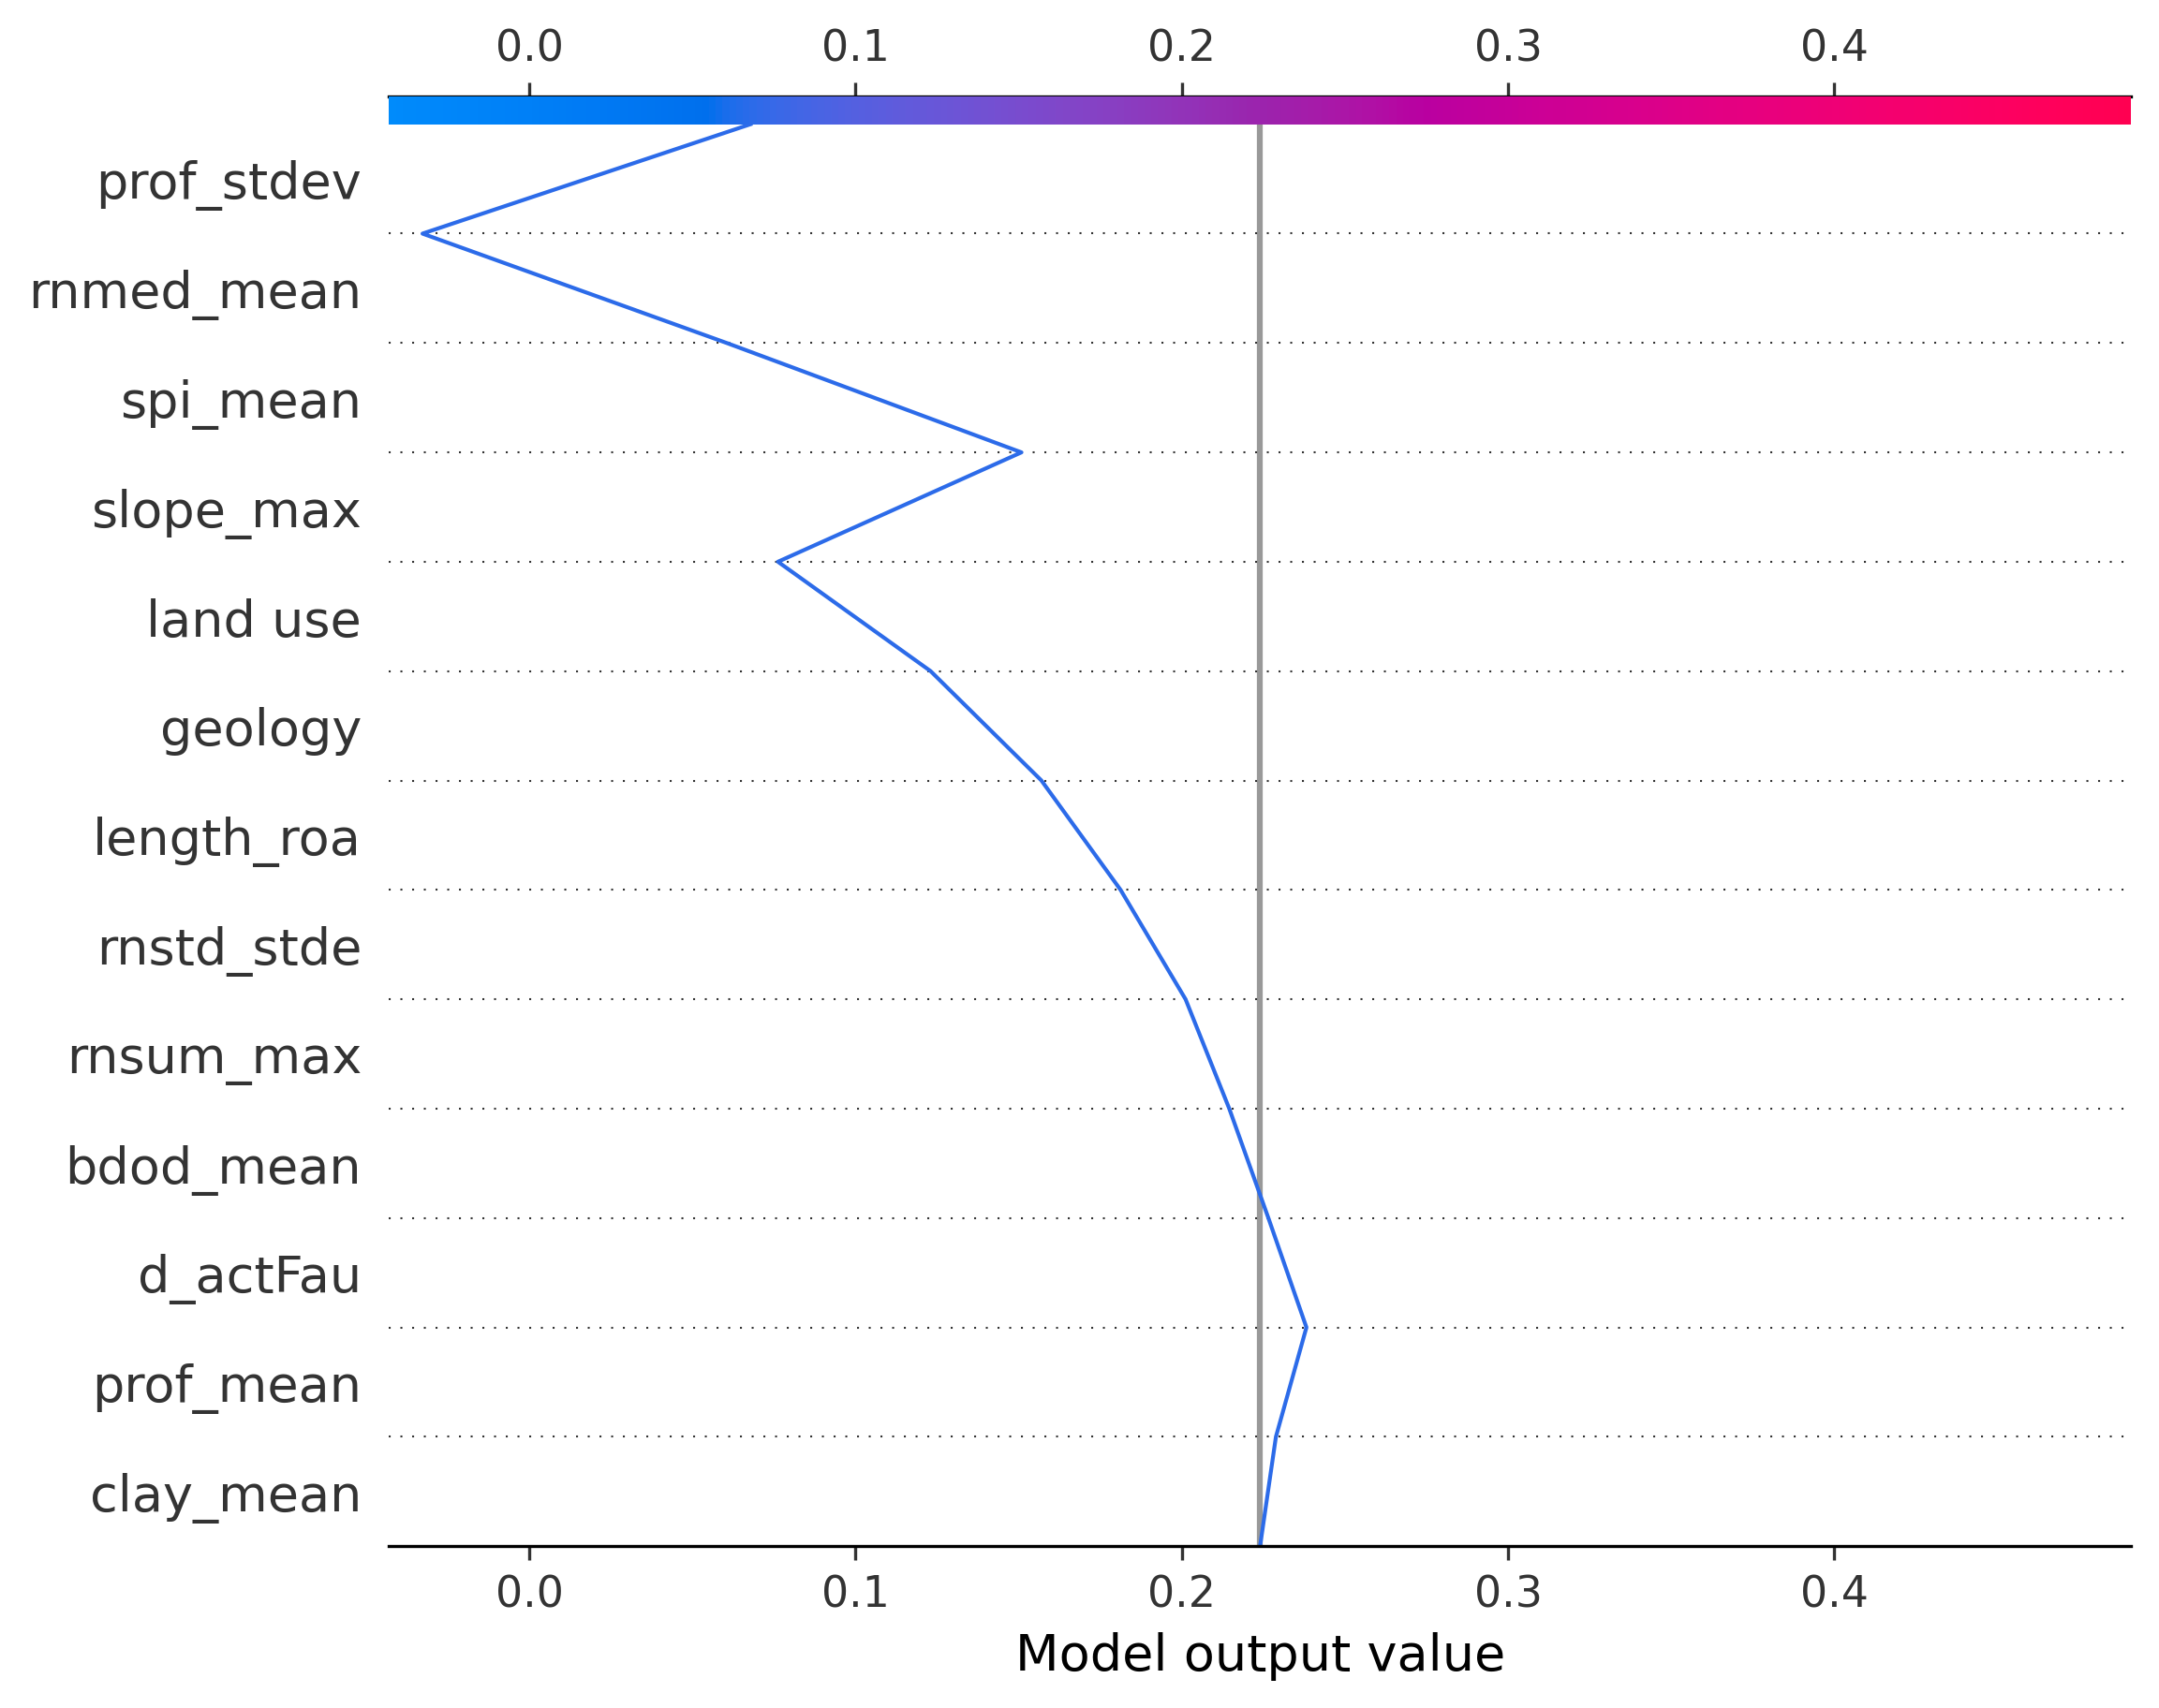 0.0 0.1 0.2 0.3 0.4
prof_stdev
rnmed_mean
spi_mean
slope_max
land use
geology
length_roa
rnstd_stde
rnsum_max
bdod_mean
d_actFau
prof_mean
clay_mean
0.0 0.1 0.2 0.3 0.4
Model output value